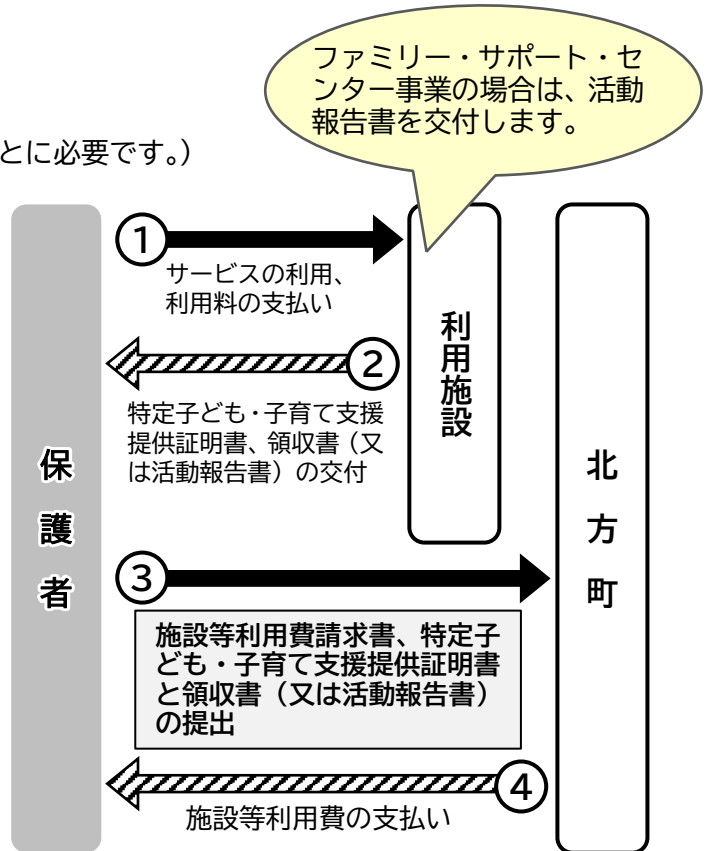 ファミリー・サポート・セ
ンター事業の場合は、活動
報告書を交付します。
とに必要です。)
①
サービスの利用、
利用料の支払い
②
特定子ども・子育て支援
提供証明書、領収書(又
は活動報告書)の交付
利用施設
保護者
北方町
③
施設等利用費請求書、特定子
ども・子育て支援提供証明書
と領収書(又は活動報告書)
の提出
④
施設等利用費の支払い